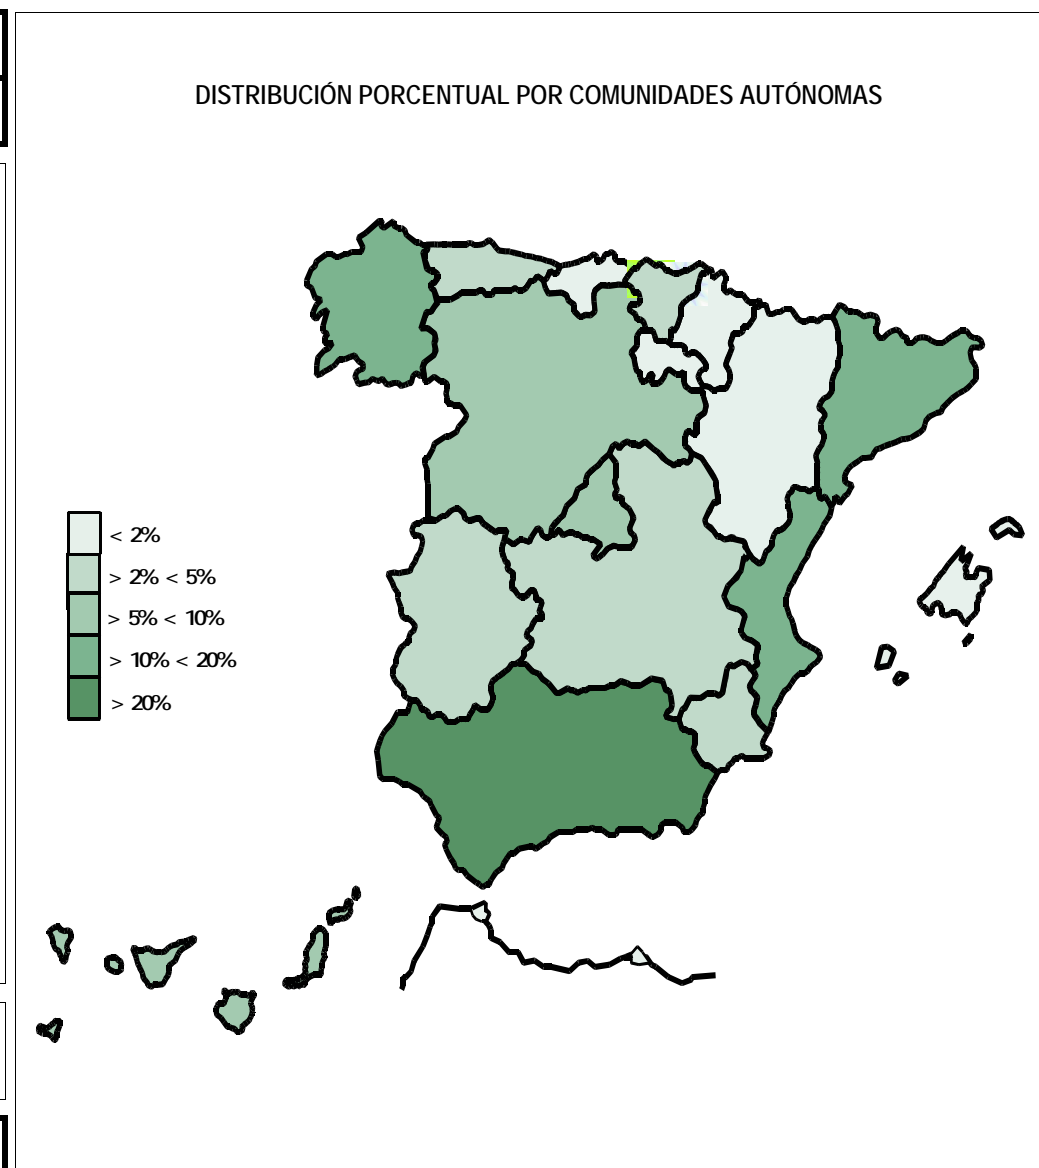 DISTRIBUCIÓN PORCENTUAL POR COMUNIDADES AUTÓNOMAS
< 2%
> 2% < 5%
> 5% < 10%
> 10% < 20%
> 20%